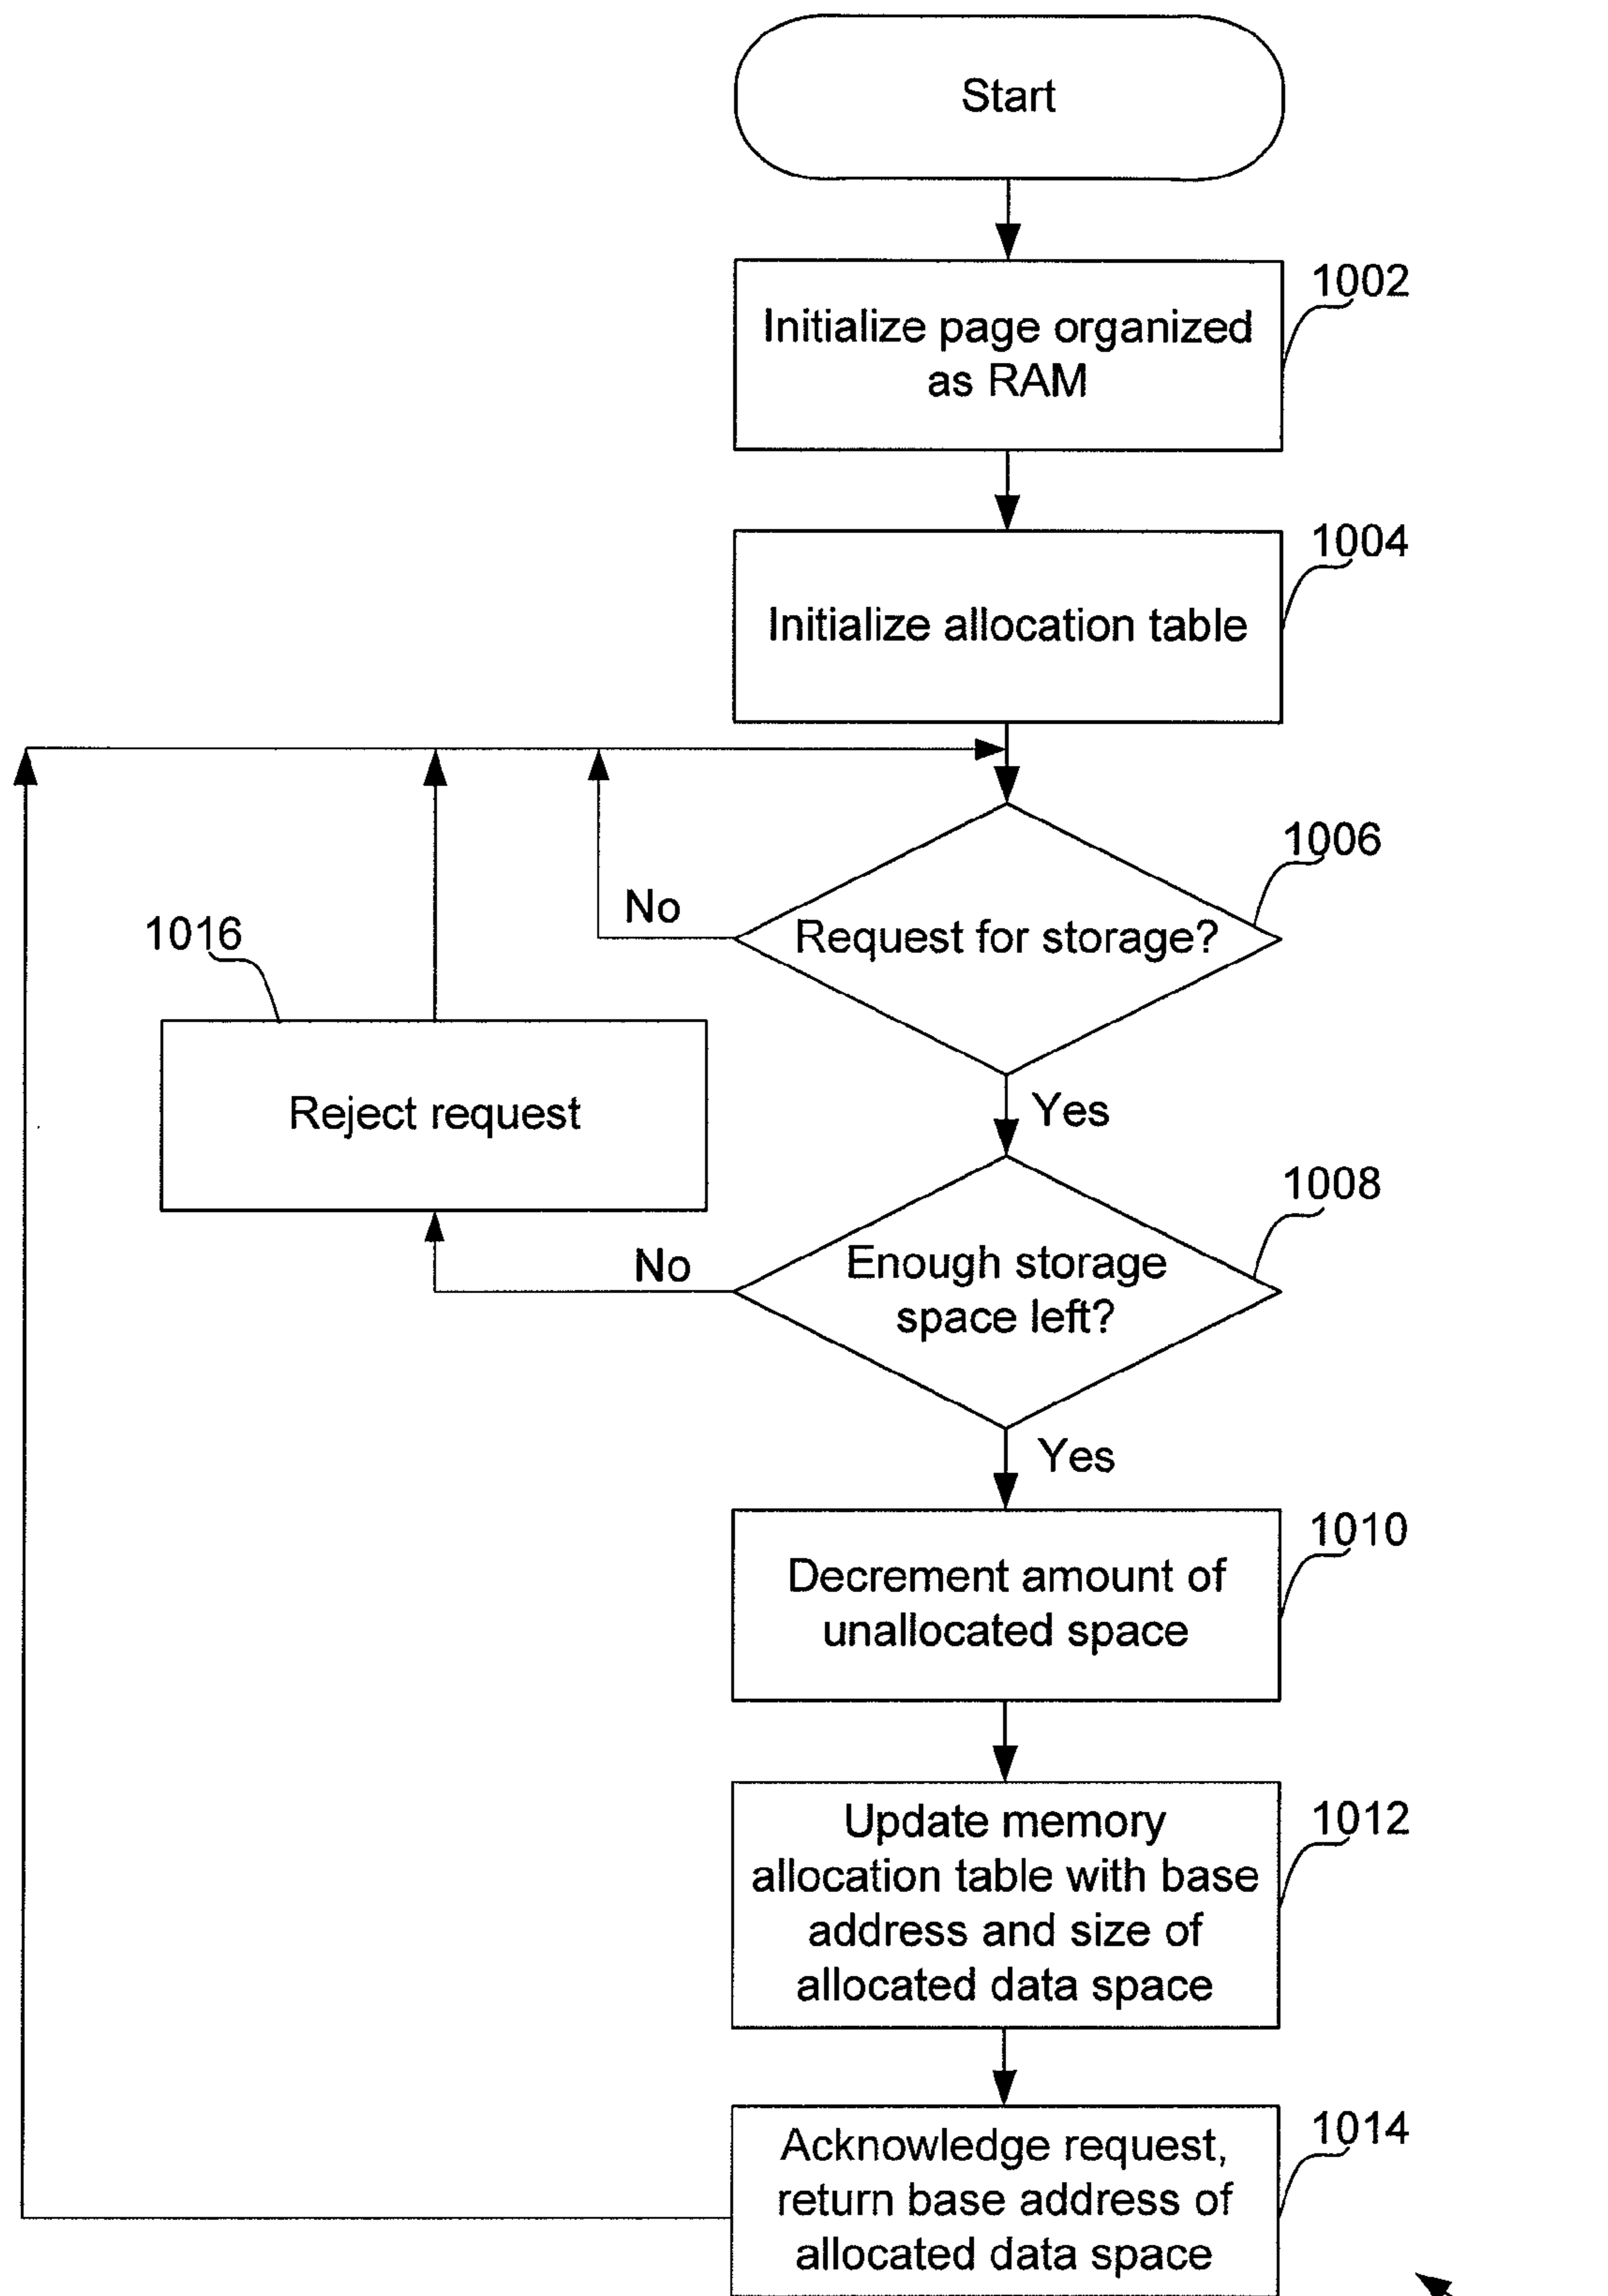 Start
1002
Initialize page organized
as RAM
1004
Initialize allocation table
1006
Request for storage?
No
1016
Reject request
Yes
1008
Enough storage
space left?
No
Yes
1010
Decrement amount of
unallocated space
1012
Update memory
allocation table with base
address and size of
allocated data space
1014
Acknowledge request,
return base address of
allocated data space